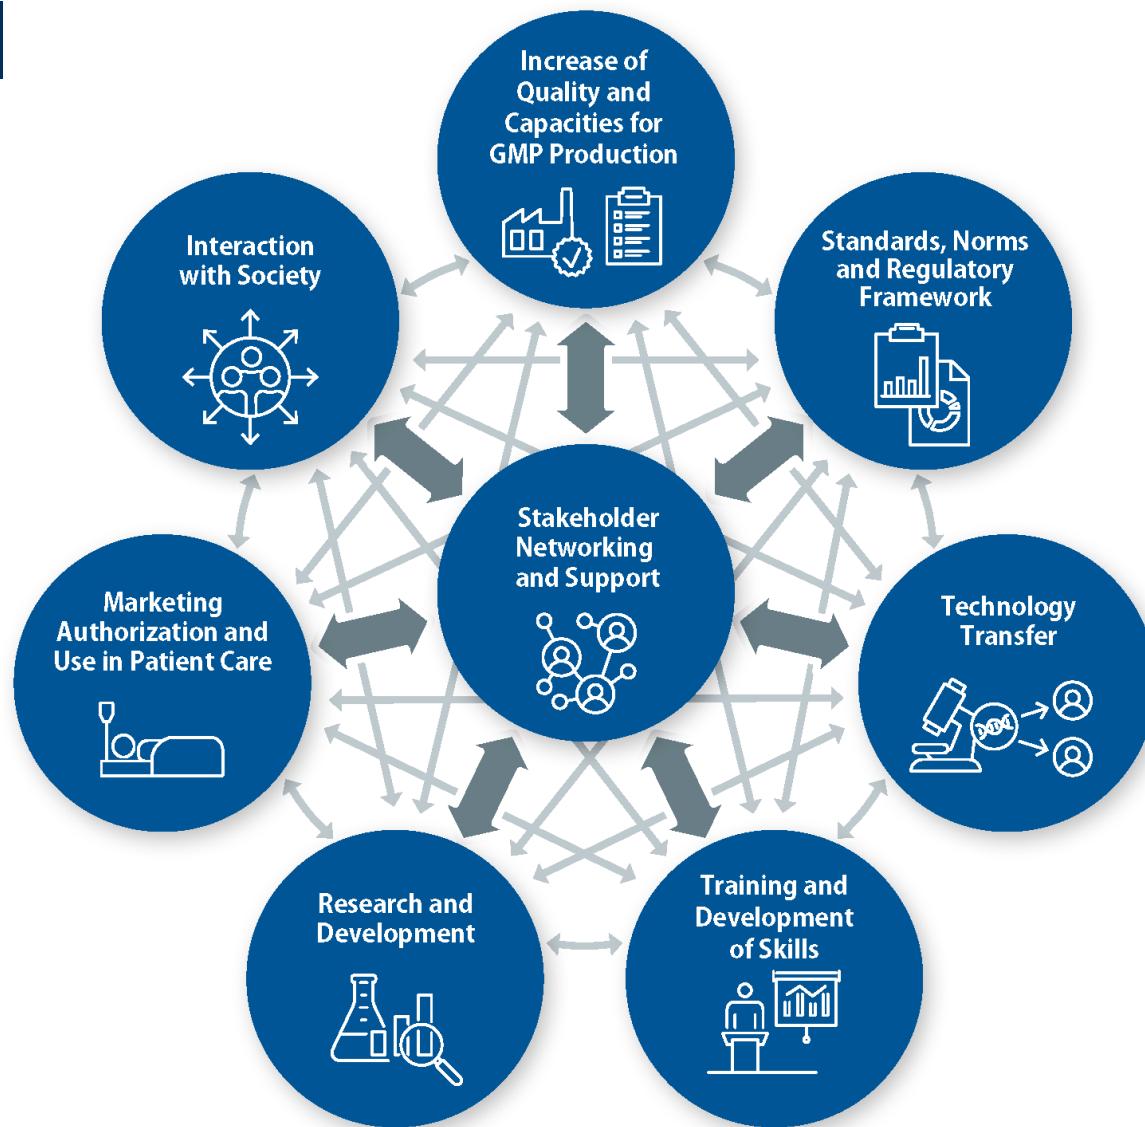 Increase of
Quality and
Capacities for
GMP Production
Interaction
with Society
Standards, Norms
and Regulatory
Framework
Stakeholder
Networking
and Support
Marketing
Authorization and
Use in Patient Care
Technology
Transfer
Research and
Development
Training and
Development
of Skills